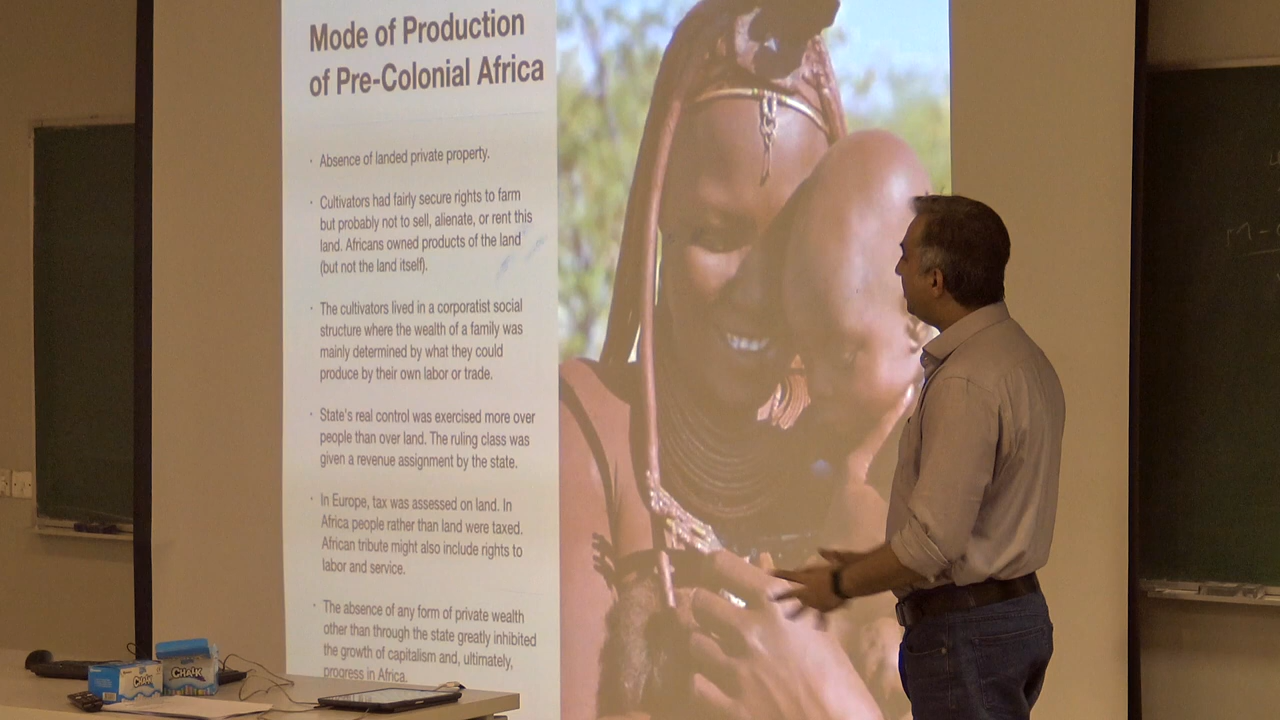 Mode of Production
of Pre-Colonial Africa
· Absence of landed private property.
· Cultivators had fairly secure rights to farm
but probably not to sell, alienate, or rent this
land. Africans owned products of the land
(but not the land itself).
· The cultivators lived in a corporatist social
structure where the wealth of a family was
mainly determined by what they could
produce by their own labor or trade.
· State's real control was exercised more over
people than over land. The ruling class was
given a revenue assignment by the state.
· In Europe, tax was assessed on land. In
Africa people rather than land were taxed.
African tribute might also include rights to
labor and service.
· The absence of any form of private wealth
other than through the state greatly inhibited
the growth of capitalism and, ultimately,
progress in Africa.
CHALK
CHALK